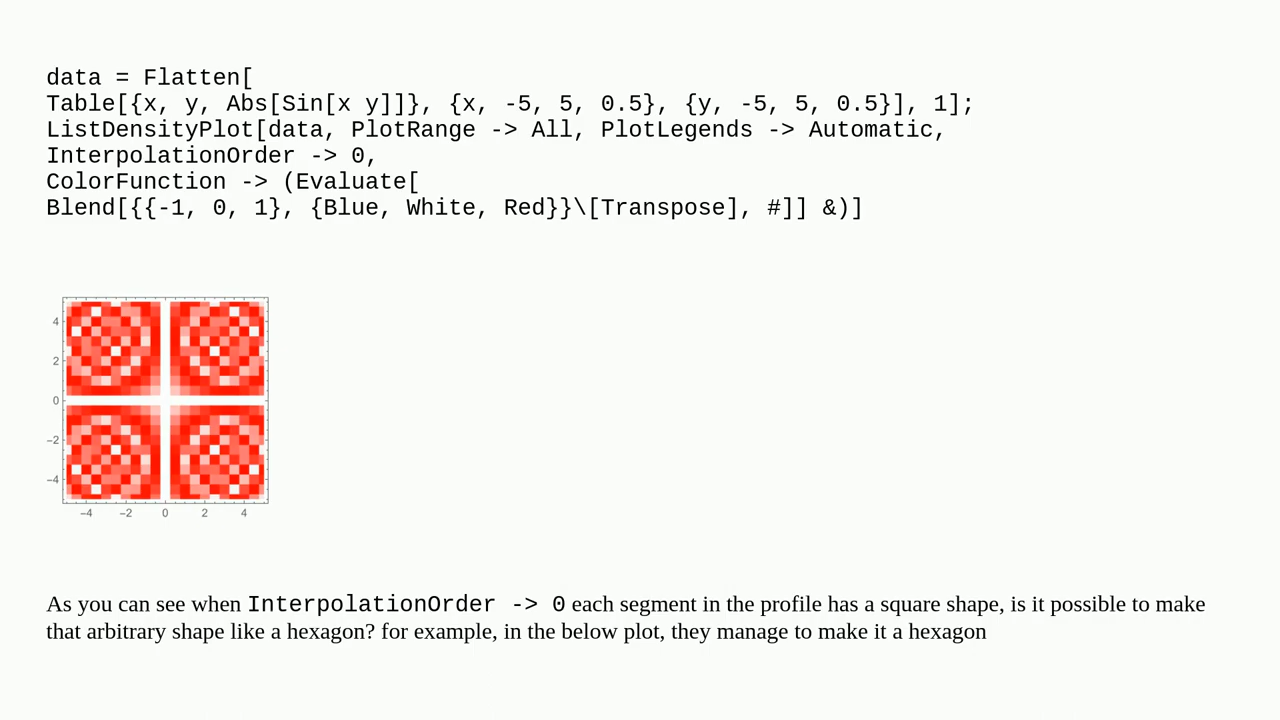 data = Flatten[
Table[{x, y, Abs[Sin[x y]]}, {x, -5, 5, 0.5}, {y, -5, 5, 0.5}], 1];
ListDensityPlot[data, PlotRange -> All, PlotLegends -> Automatic,
InterpolationOrder -> 0,
ColorFunction -> (Evaluate[
Blend[{{-1, 0, 1}, {Blue, White, Red}}\[Transpose], #]] &)]
4
2
0
−2
−4
−4 −2 0 2 4
As you can see when InterpolationOrder -> 0 each segment in the profile has a square shape, is it possible to make
that arbitrary shape like a hexagon? for example, in the below plot, they manage to make it a hexagon